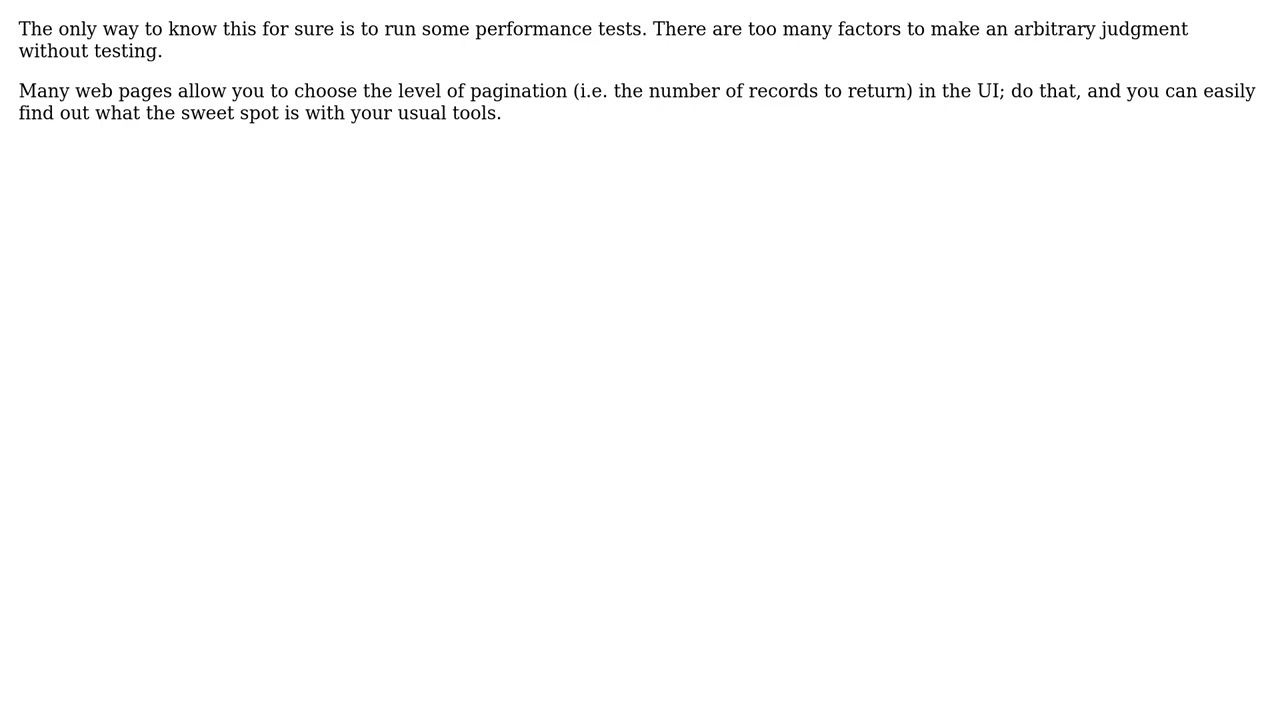 The only way to know this for sure is to run some performance tests. There are too many factors to make an arbitrary judgment
without testing.
Many web pages allow you to choose the level of pagination (i.e. the number of records to return) in the UI; do that, and you can easily
find out what the sweet spot is with your usual tools.